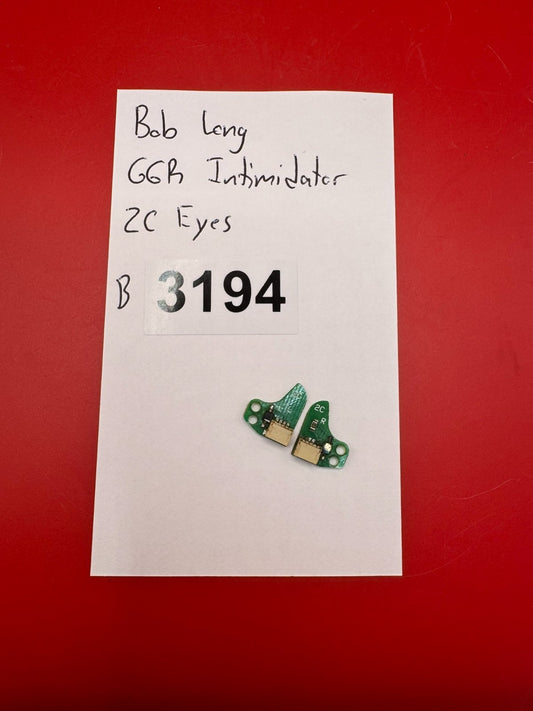 Bob Long
G6R Intimidator
2C Eyes
B 3194
2C
R